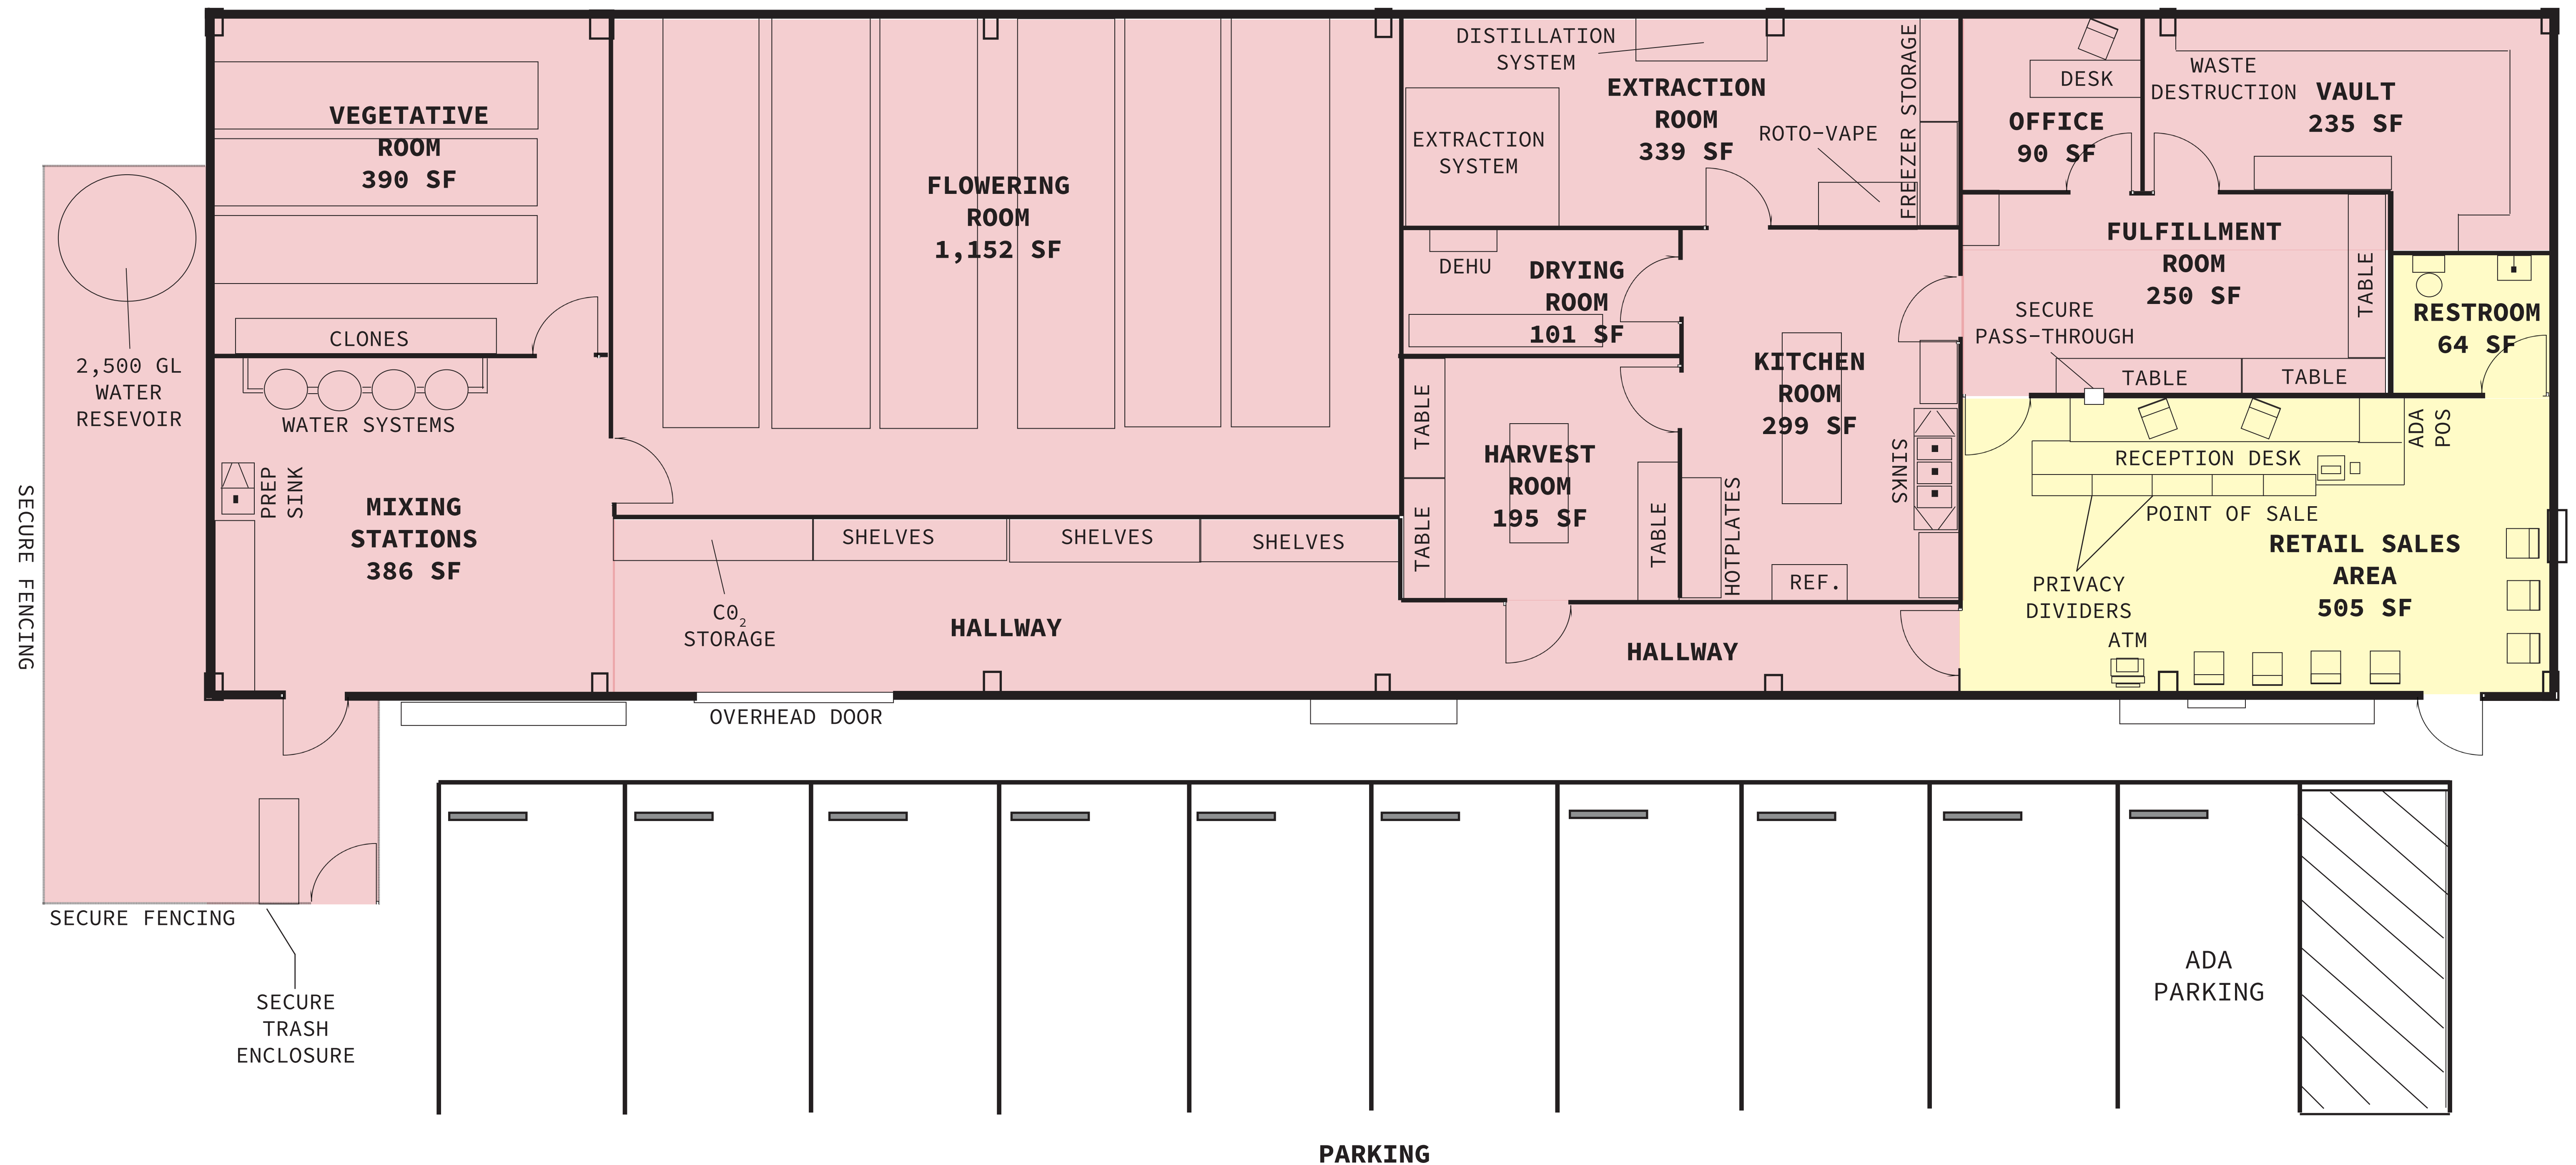 VEGETATIVE
ROOM
390 SF
CLONES
2,500 GL
WATER
RESEVOIR
SECURE FENCING
WATER SYSTEMS
PREP
SINK
MIXING
STATIONS
386 SF
FLOWERING
ROOM
1,152 SF
SHELVES
SHELVES
SHELVES
C0₂
STORAGE
HALLWAY
OVERHEAD DOOR
DISTILLATION
SYSTEM
EXTRACTION
ROOM
339 SF
EXTRACTION
SYSTEM
ROTO-VAPE
FREEZER STORAGE
DEHU
DRYING
ROOM
101 SF
TABLE
TABLE
HARVEST
ROOM
195 SF
TABLE
KITCHEN
ROOM
299 SF
HOTPLATES
SINKS
REF.
HALLWAY
DESK
OFFICE
90 SF
WASTE
DESTRUCTION
VAULT
235 SF
FULFILLMENT
ROOM
250 SF
SECURE
PASS-THROUGH
TABLE
TABLE
TABLE
RESTROOM
64 SF
ADA
POS
RECEPTION DESK
POINT OF SALE
RETAIL SALES
AREA
505 SF
PRIVACY
DIVIDERS
ATM
SECURE FENCING
SECURE
TRASH
ENCLOSURE
ADA
PARKING
PARKING